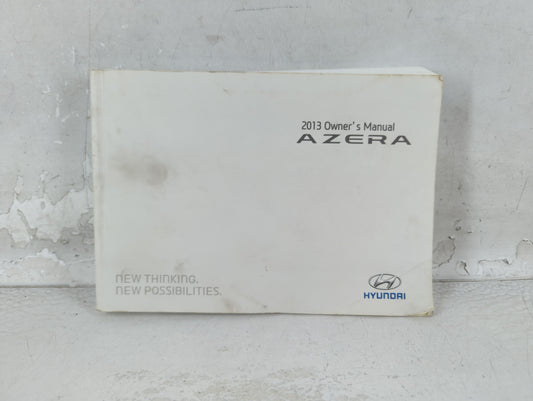 2013 Owner's Manual
AZERA
NEW THINKING.
NEW POSSIBILITIES.
HYUNDAI